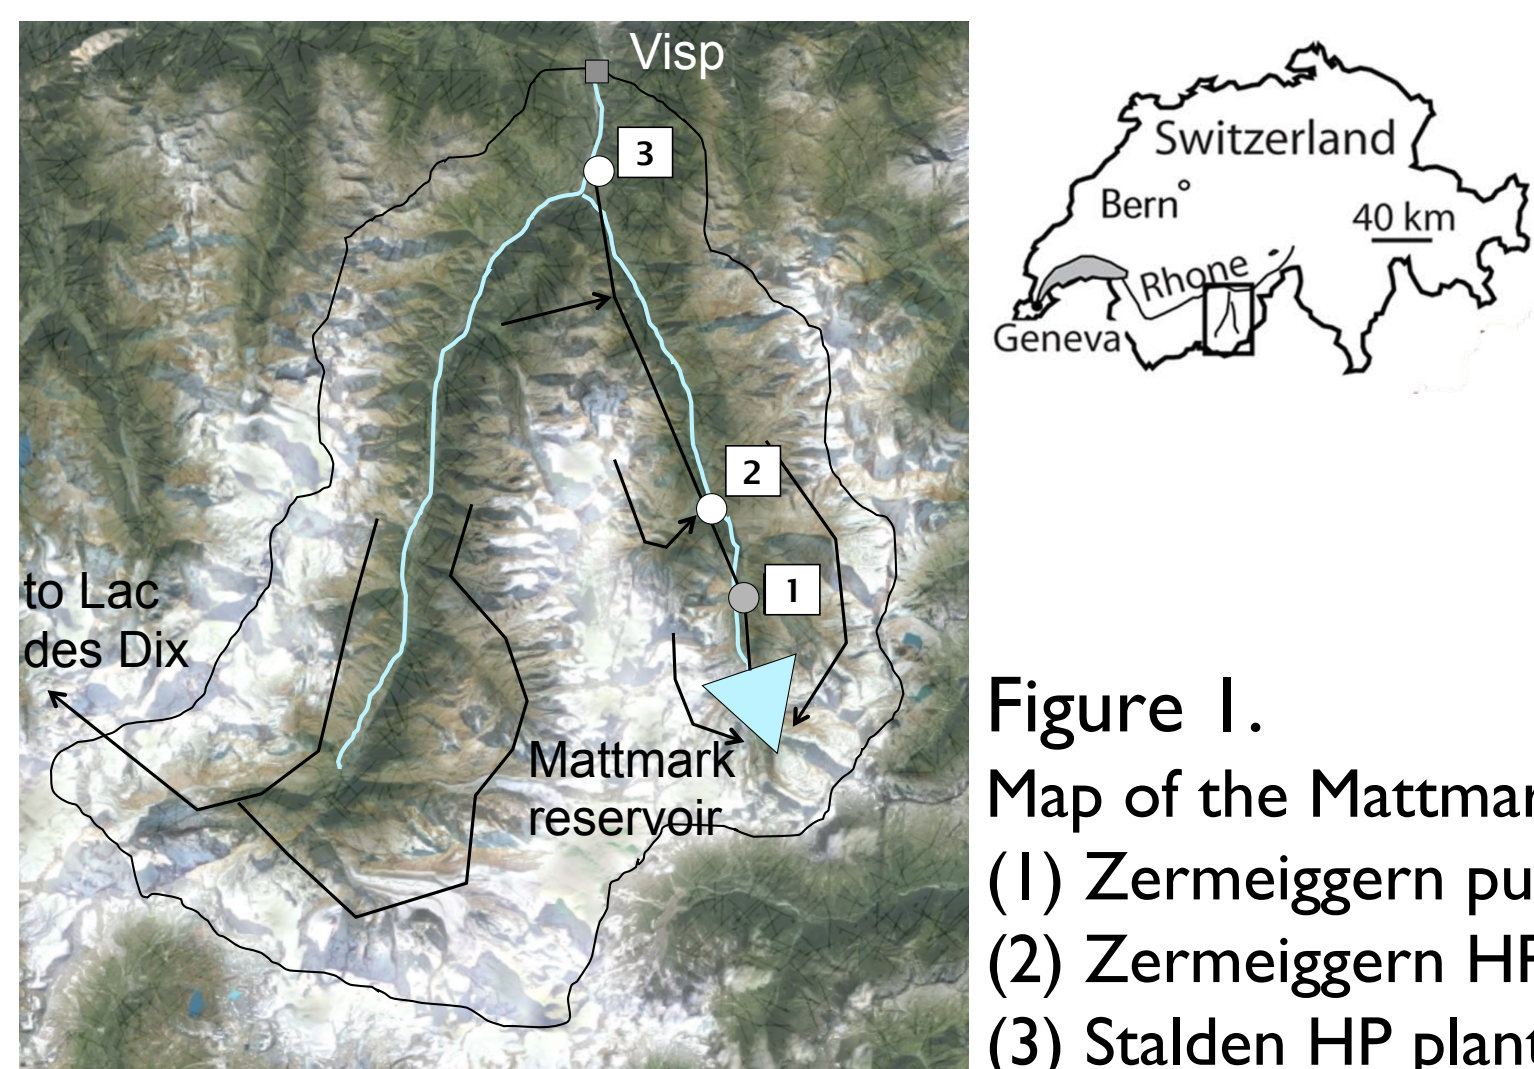 Visp
3
2
1
to Lac
des Dix
Mattmark
reservoir
Switzerland
Bern
40 km
Rhone
Geneva
Figure 1.
Map of the Mattmar
(1) Zermeiggern pu
(2) Zermeiggern HP
(3) Stalden HP plant